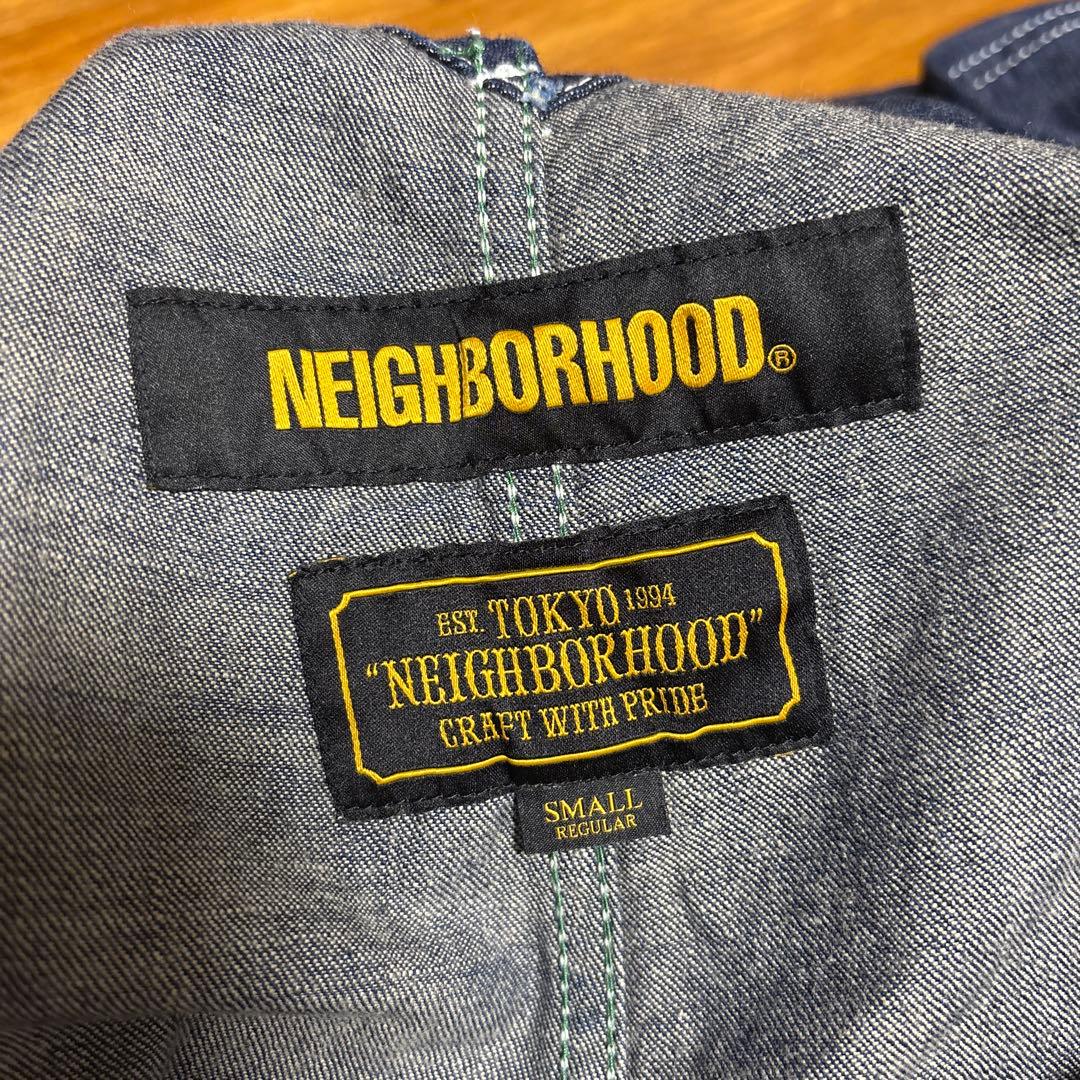 NEIGHBORHOOD®
EST. TOKYO 1994
"NEIGHBORHOOD"
CRAFT WITH PRIDE
SMALL
REGULAR